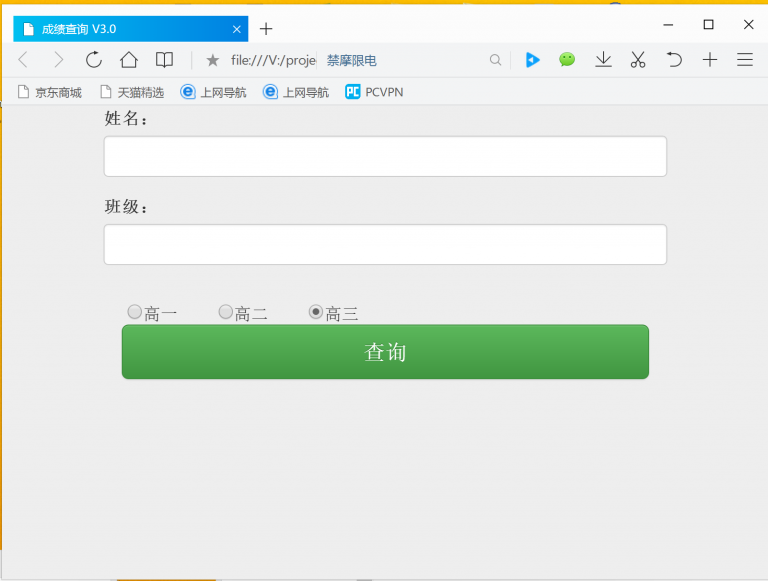 成绩查询 V3.0
file:///V:/proje 禁摩限电
京东商城 天猫精选 上网导航 上网导航 PC PCVPN
姓名：
班级：
高一 高二 高三
查询